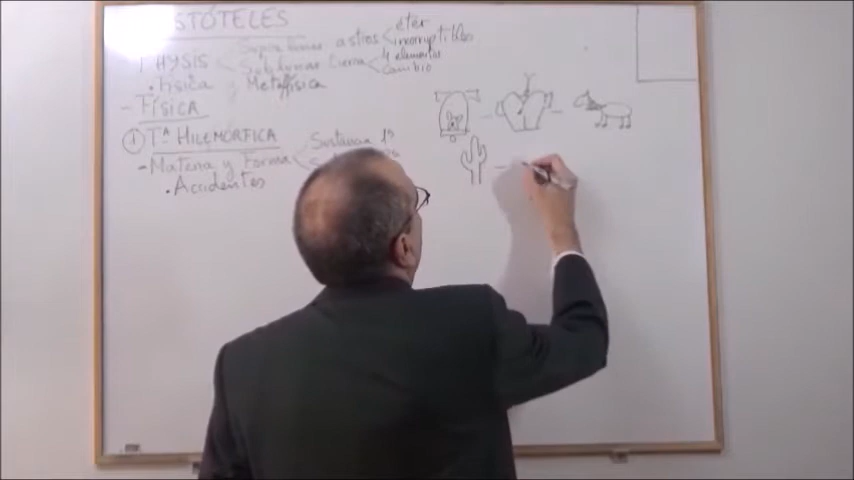 STÓTELES
PHYSIS Supralunar astros éter incorruptibles
Sublunar tierra 4 elementos cambio
. Física y Metafísica
- FÍSICA
① Tª HILEMÓRFICA
- Materia y Forma Sustancia 1ª
. Accidentes